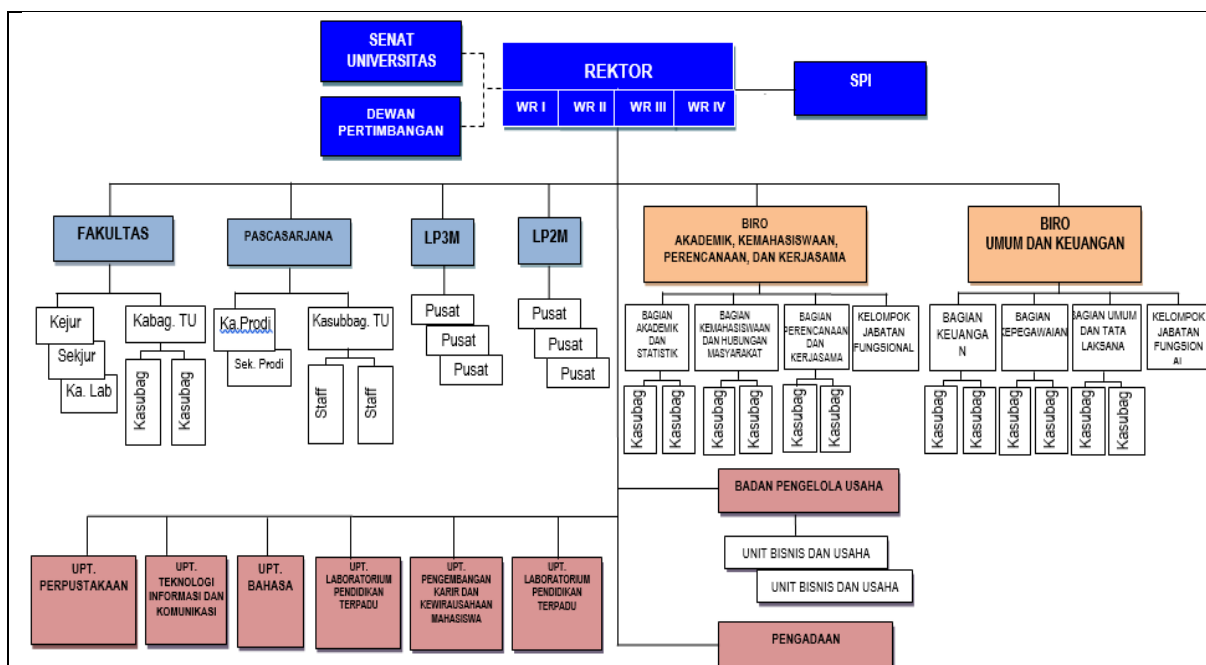 SENAT
UNIVERSITAS
REKTOR
WR I
WR II
WR III
WR IV
SPI
DEWAN
PERTIMBANGAN
FAKULTAS
PASCASARJANA
LP3M
LP2M
BIRO
AKADEMIK, KEMAHASISWAAN,
PERENCANAAN, DAN KERJASAMA
BIRO
UMUM DAN KEUANGAN
Kejur
Sekjur
Ka. Lab
Kabag. TU
Kasubag
Kasubag
Ka.Prodi
Sek. Prodi
Kasubbag. TU
Staff
Staff
Pusat
Pusat
Pusat
Pusat
Pusat
Pusat
BAGIAN
AKADEMIK
DAN
STATISTIK
BAGIAN
KEMAHASISWAAN
DAN HUBUNGAN
MASYARAKAT
BAGIAN
PERENCANAAN
DAN
KERJASAMA
KELOMPOK
JABATAN
FUNGSIONAL
BAGIAN
KEUANGA
N
BAGIAN
KEPEGAWAIAN
BAGIAN UMUM
DAN TATA
LAKSANA
KELOMPOK
JABATAN
FUNGSION
AI
Kasubag
Kasubag
Kasubag
Kasubag
Kasubag
Kasubag
Kasubag
Kasubag
Kasubag
Kasubag
Kasubag
Kasubag
BADAN PENGELOLA USAHA
UNIT BISNIS DAN USAHA
UNIT BISNIS DAN USAHA
UPT.
PERPUSTAKAAN
UPT.
TEKNOLOGI
INFORMASI DAN
KOMUNIKASI
UPT.
BAHASA
UPT.
LABORATORIUM
PENDIDIKAN
TERPADU
UPT.
PENGEMBANGAN
KARIR DAN
KEWIRAUSAHAAN
MAHASISWA
UPT.
LABORATORIUM
PENDIDIKAN
TERPADU
PENGADAAN